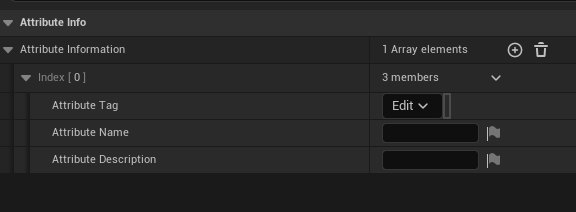 Attribute Info
Attribute Information 1 Array elements
Index [ 0 ] 3 members
Attribute Tag Edit
Attribute Name
Attribute Description